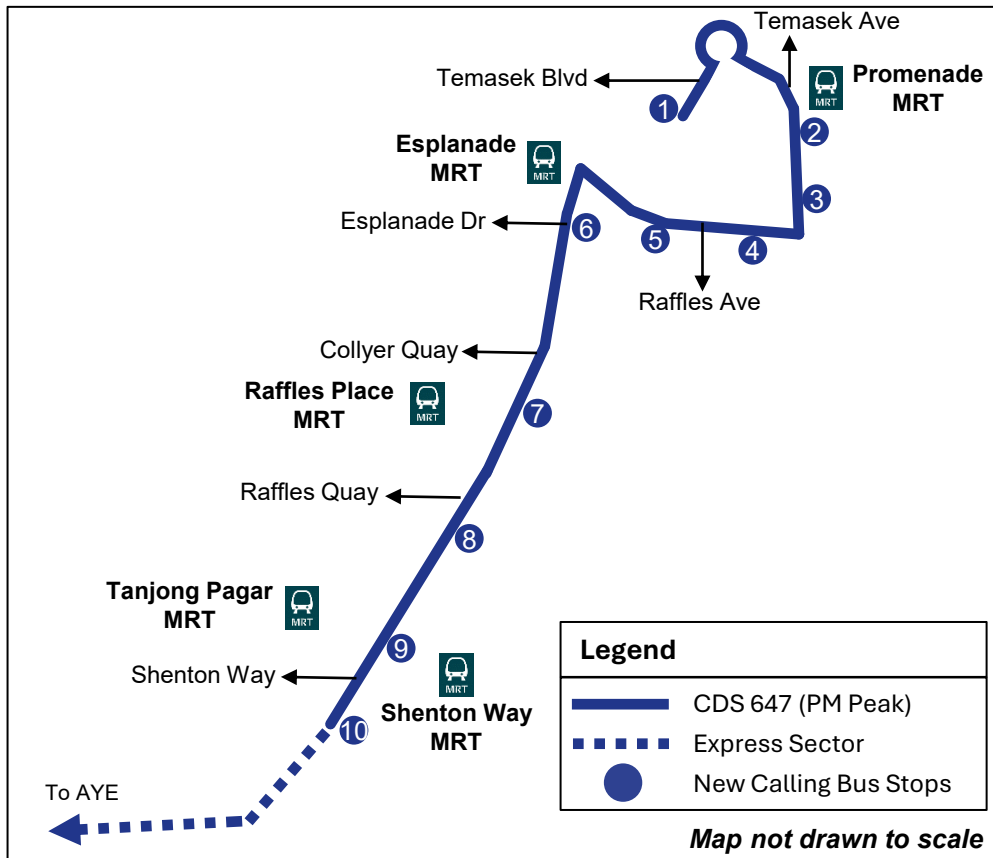 Temasek Ave
Temasek Blvd
MRT
Promenade
MRT
1
2
Esplanade
MRT
MRT
3
Esplanade Dr
6
5
4
Raffles Ave
Collyer Quay
Raffles Place
MRT
MRT
7
Raffles Quay
8
Tanjong Pagar
MRT
MRT
9
Shenton Way
MRT
Shenton Way
MRT
10
To AYE
Legend
CDS 647 (PM Peak)
Express Sector
New Calling Bus Stops
Map not drawn to scale